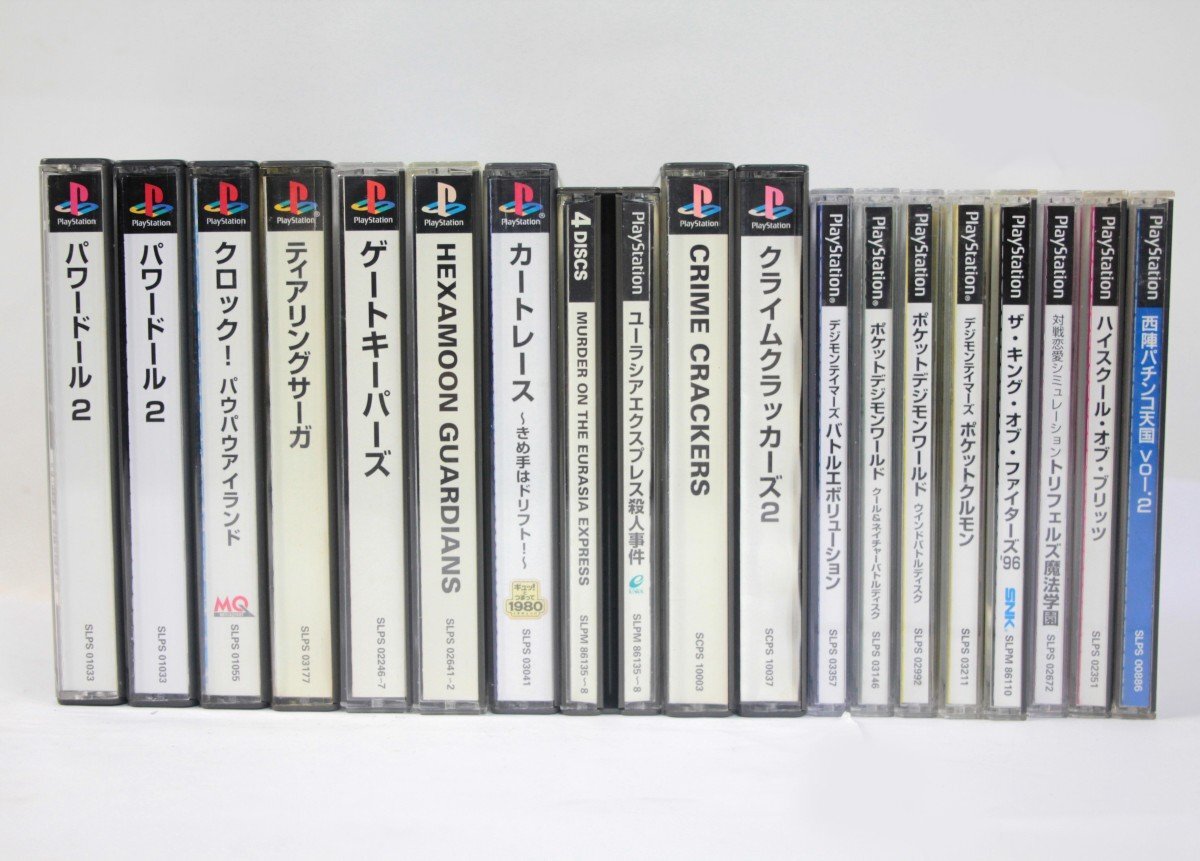 PlayStation
パワードール 2
SLPS 01033
PlayStation
パワードール 2
SLPS 01033
PlayStation
クロック! パウパウアイランド
MQ
SLPS 01055
PlayStation®
ティアリングサーガ
SLPS 03177
PlayStation
ゲートキーパーズ
SLPS 02246~7
PlayStation
HEXAMOON GUARDIANS
SLPS 02641~2
PlayStation®
カートレース
~きめ手はドリフト!~
ギュッ!
と
つまって
1980
SLPS 03041
4 DISCS
MURDER ON THE EURASIA EXPRESS
SLPM 86135~8
PlayStation
ユーラシアエクスプレス殺人事件
SLPM 86135~8
PlayStation
CRIME CRACKERS
SCPS 10003
PlayStation
クライムクラッカーズ2
SCPS 10037
PlayStation®
デジモンテイマーズ バトルエボリューション
SLPS 03357
PlayStation®
ポケットデジモンワールド クール&ネイチャーバトルディスク
SLPS 03146
PlayStation
ポケットデジモンワールド ウインドバトルディスク
SLPS 02992
PlayStation®
デジモンテイマーズ ポケットクルモン
SLPS 03211
PlayStation
ザ・キング・オブ・ファイターズ'96
SNK
SLPM 86110
PlayStation
対戦恋愛シミュレーション トリフェルズ魔法学園
SLPS 02672
PlayStation
ハイスクール・オブ・ブリッツ
SLPS 02351
PlayStation
西陣パチンコ天国 VOl.2
SLPS 00886